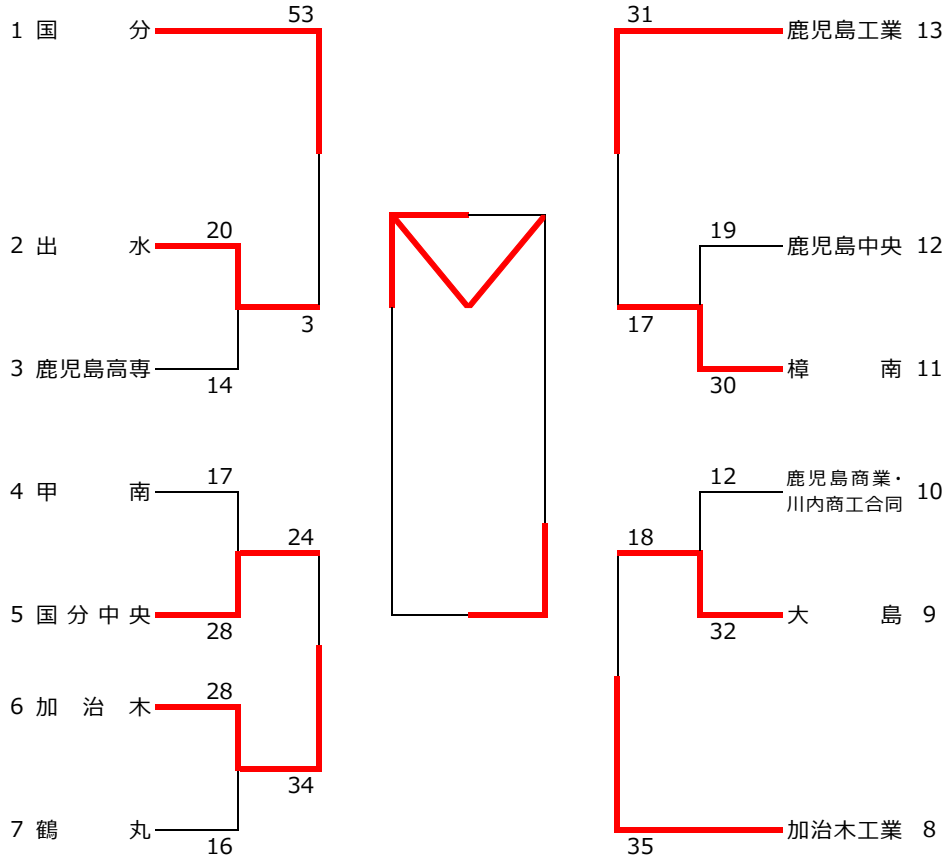 53
31
1 国 分
鹿児島工業 13
20
19
2 出 水
鹿児島中央 12
3
17
3 鹿児島高専
樟 南 11
14
30
17
12
4 甲 南
鹿児島商業・
川内商工合同 10
24
18
5 国分中央
大 島 9
28
32
28
6 加治木
34
7 鶴 丸
加治木工業 8
16
35